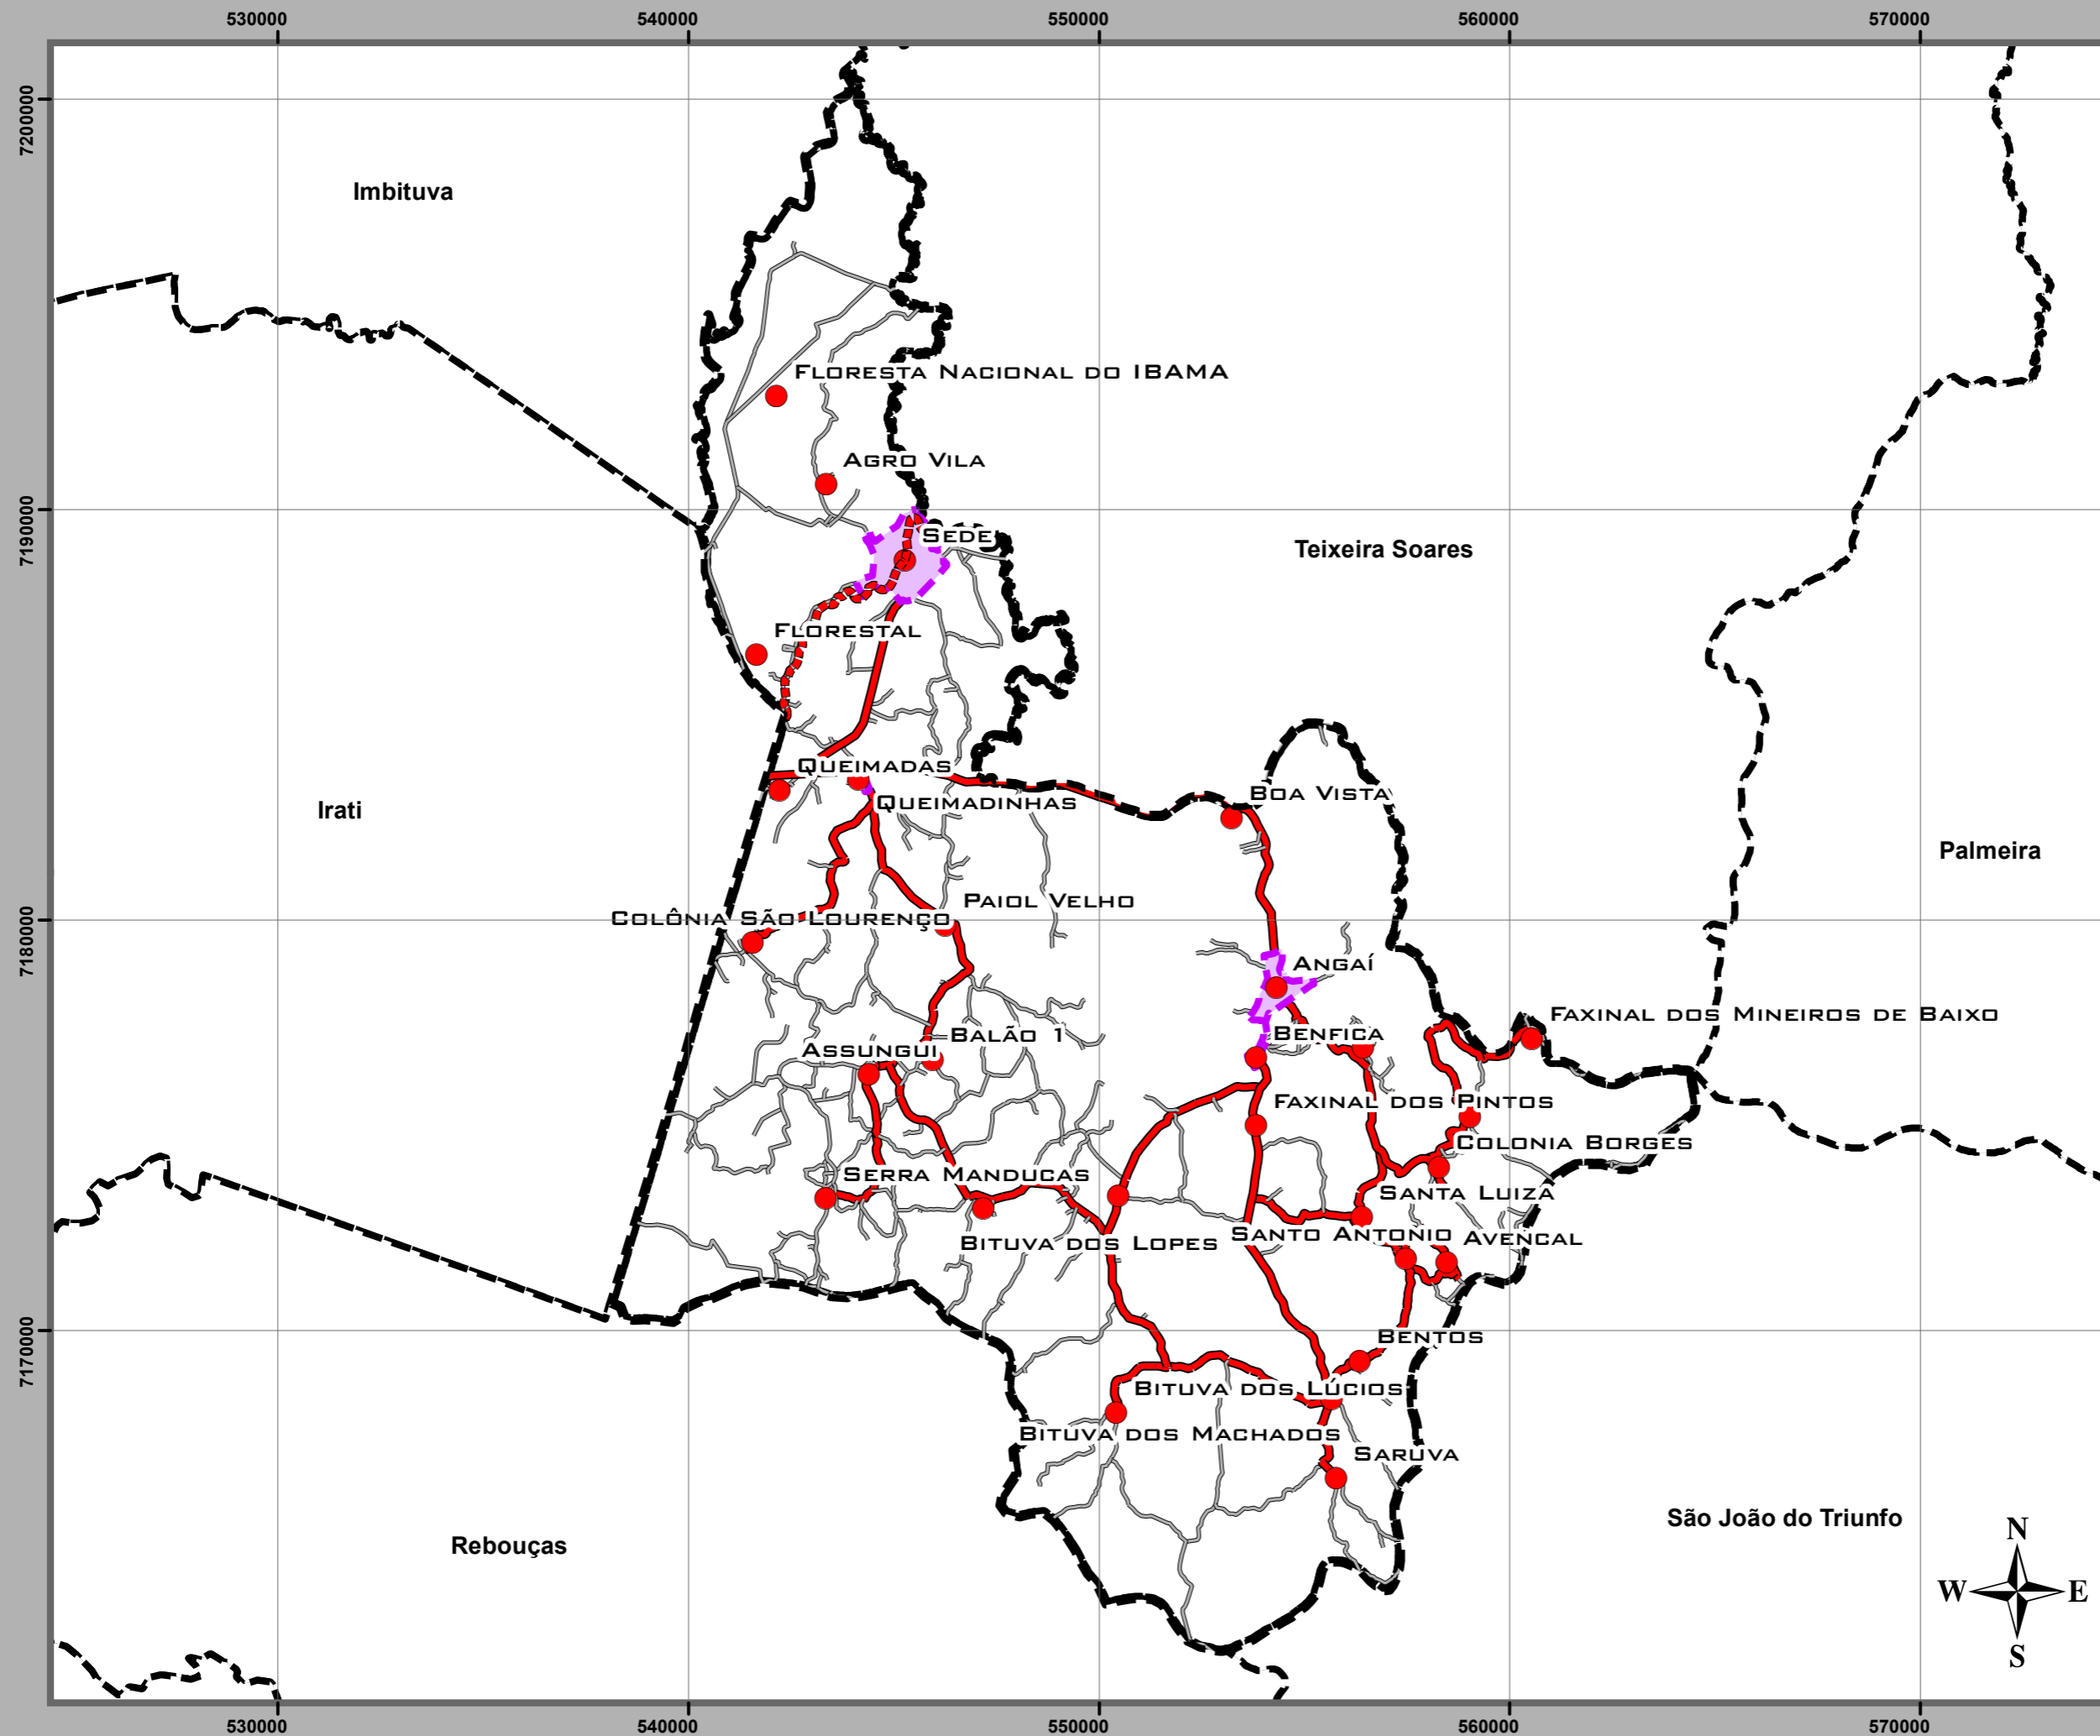 530000 540000 550000 560000 570000
7200000
Imbituva
FLORESTA NACIONAL DO IBAMA
AGRO VILA
7190000
SEDE
Teixeira Soares
FLORESTAL
QUEIMADAS
BOA VISTA
QUEIMADINHAS
Irati
Palmeira
PAIOL VELHO
COLÔNIA SÃO LOURENÇO
7180000
ANGAÍ
FAXINAL DOS MINEIROS DE BAIXO
BALÃO 1
BENFICA
ASSUNGUI
FAXINAL DOS PINTOS
COLONIA BORGES
SERRA MANDUCAS
SANTA LUIZA
SANTO ANTONIO
AVENCAL
BITUVA DOS LOPES
7170000
BENTOS
BITUVA DOS LÚCIOS
BITUVA DOS MACHADOS
SARUVA
São João do Triunfo
Rebouças
N
W E
S
530000 540000 550000 560000 570000